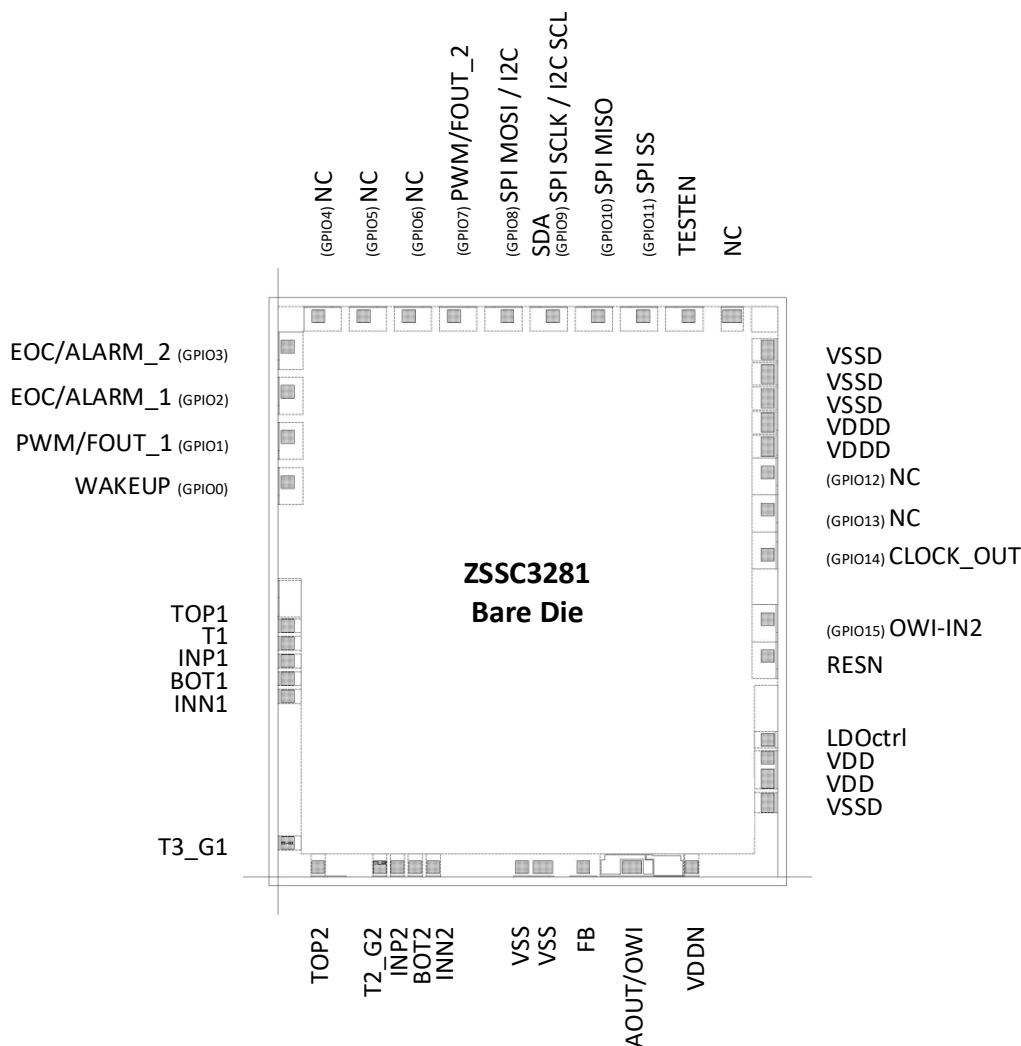 (GPIO4) NC
(GPIO5) NC
(GPIO6) NC
(GPIO7) PWM/FOUT_2
(GPIO8) SPI MOSI / I2C
SDA
(GPIO9) SPI SCLK / I2C SCL
(GPIO10) SPI MISO
(GPIO11) SPI SS
TESTEN
NC
EOC/ALARM_2 (GPIO3)
EOC/ALARM_1 (GPIO2)
PWM/FOUT_1 (GPIO1)
WAKEUP (GPIO0)
TOP1
T1
INP1
BOT1
INN1
T3_G1
ZSSC3281
Bare Die
VSSD
VSSD
VSSD
VDDD
VDDD
(GPIO12) NC
(GPIO13) NC
(GPIO14) CLOCK_OUT
(GPIO15) OWI-IN2
RESN
LDOctrl
VDD
VDD
VSSD
TOP2
T2_G2
INP2
BOT2
INN2
VSS
VSS
FB
AOUT/OWI
VDDN